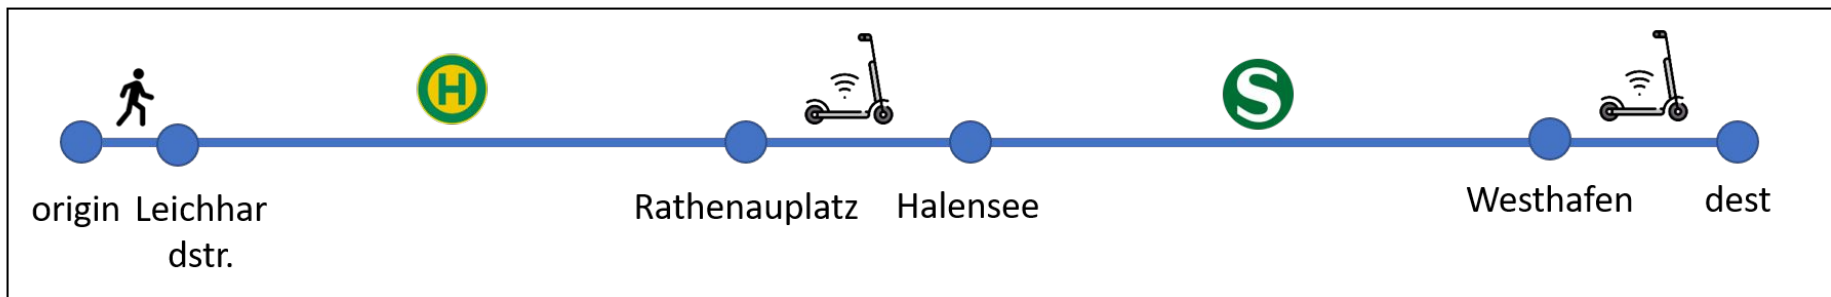 H
S
origin Leichhar
dstr.
Rathenauplatz
Halensee
Westhafen
dest